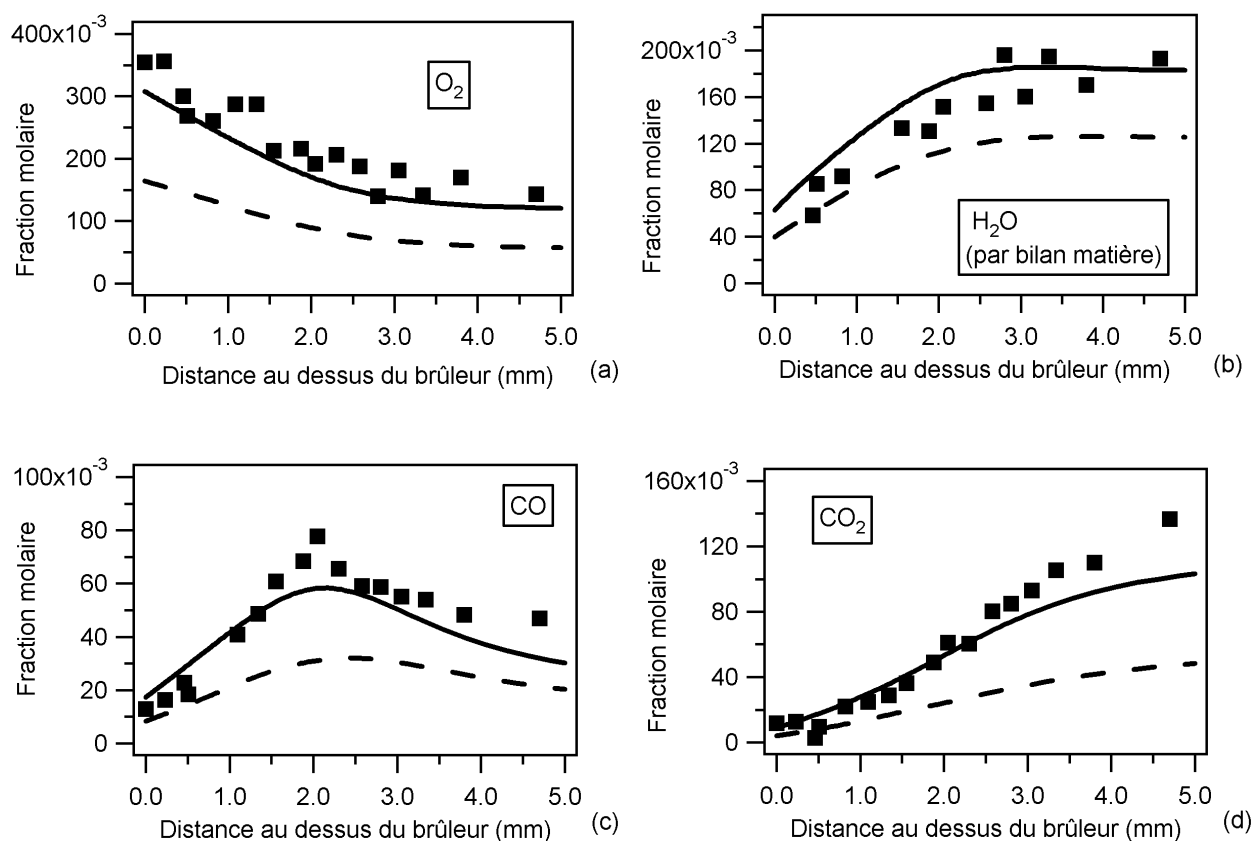 400x10-3
300
200
100
0
Fraction molaire
O2
0.0 1.0 2.0 3.0 4.0 5.0
Distance au dessus du brûleur (mm)
(a)
200x10-3
160
120
80
40
0
Fraction molaire
H2O
(par bilan matière)
0.0 1.0 2.0 3.0 4.0 5.0
Distance au dessus du brûleur (mm)
(b)
100x10-3
80
60
40
20
0
Fraction molaire
CO
0.0 1.0 2.0 3.0 4.0 5.0
Distance au dessus du brûleur (mm)
(c)
160x10-3
120
80
40
0
Fraction molaire
CO2
0.0 1.0 2.0 3.0 4.0 5.0
Distance au dessus du brûleur (mm)
(d)